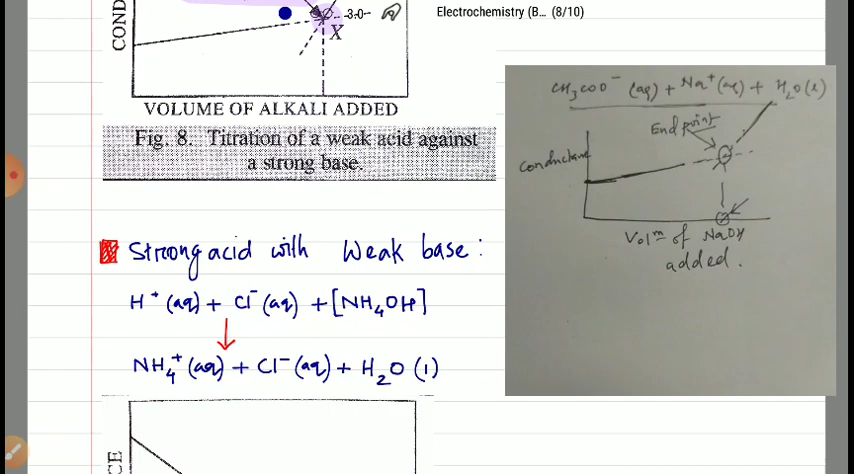 COND
-3.0-
X
Electrochemistry (B... (8/10)
VOLUME OF ALKALI ADDED
Fig. 8. Titration of a weak acid against
a strong base.
CH₃COO⁻ (aq) + Na⁺(aq) + H₂O(l)
End point
Conductance
Volᵐ of NaOH
added.
Strong acid with Weak base :
H⁺(aq) + Cl⁻(aq) + [NH₄OH]
↓
NH₄⁺(aq) + Cl⁻(aq) + H₂O (l)
CE